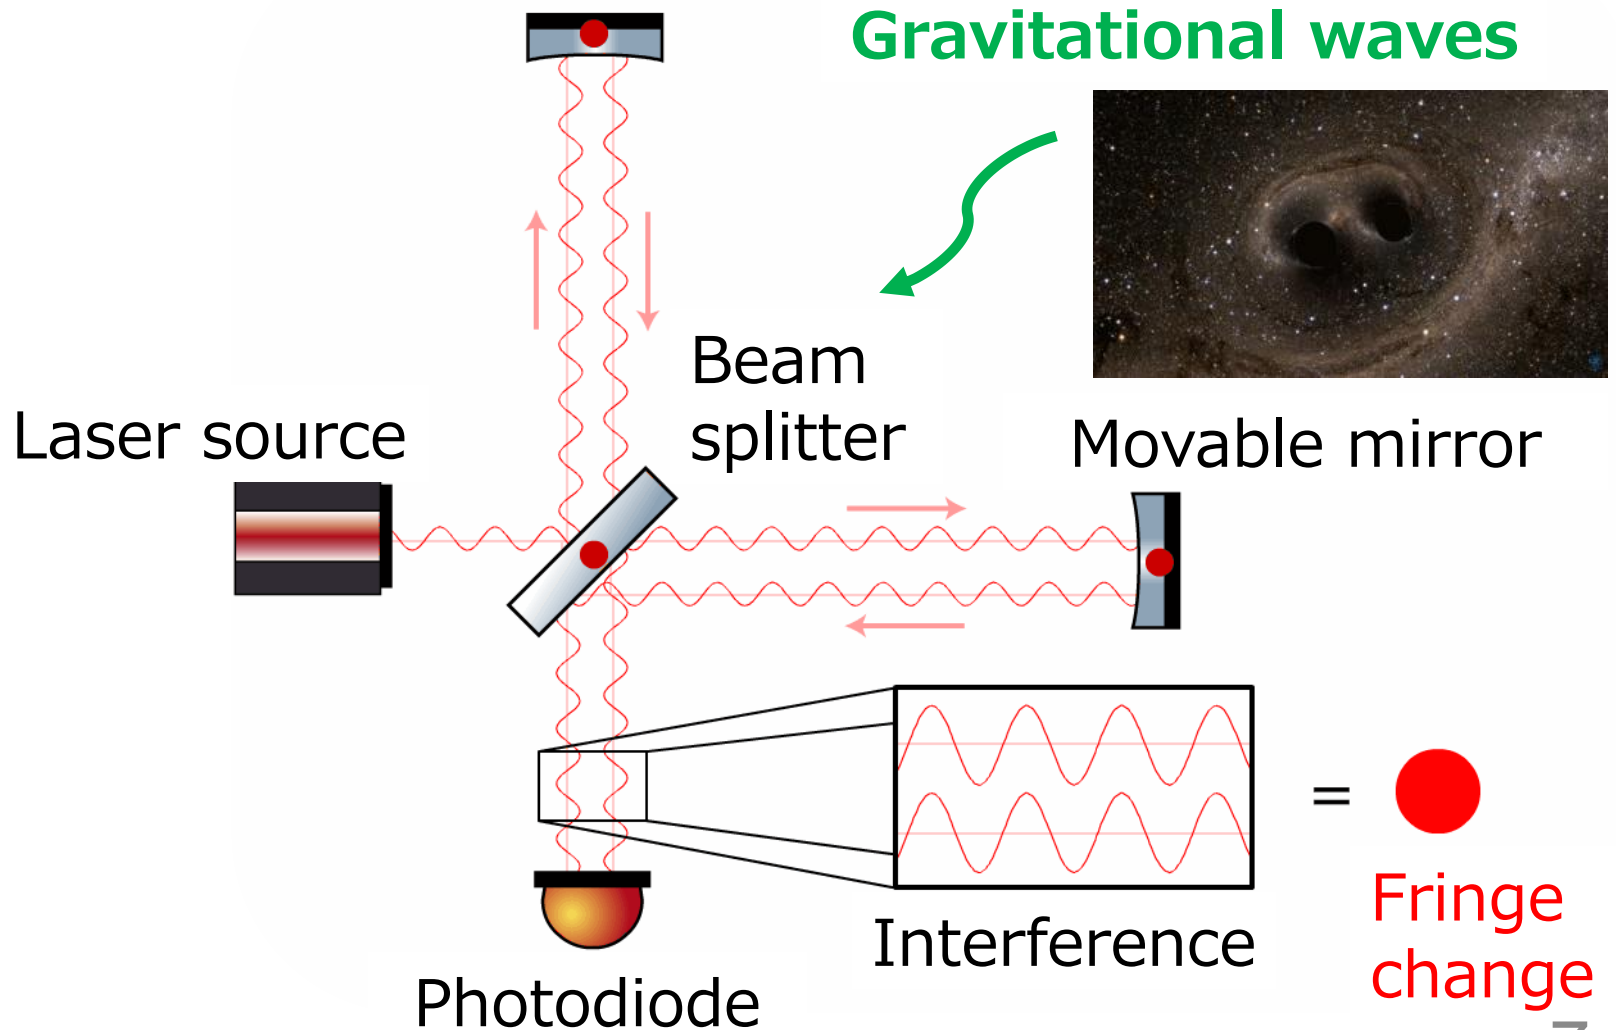 Gravitational waves
Beam
splitter
Laser source
Movable mirror
=
Fringe
change
Interference
Photodiode